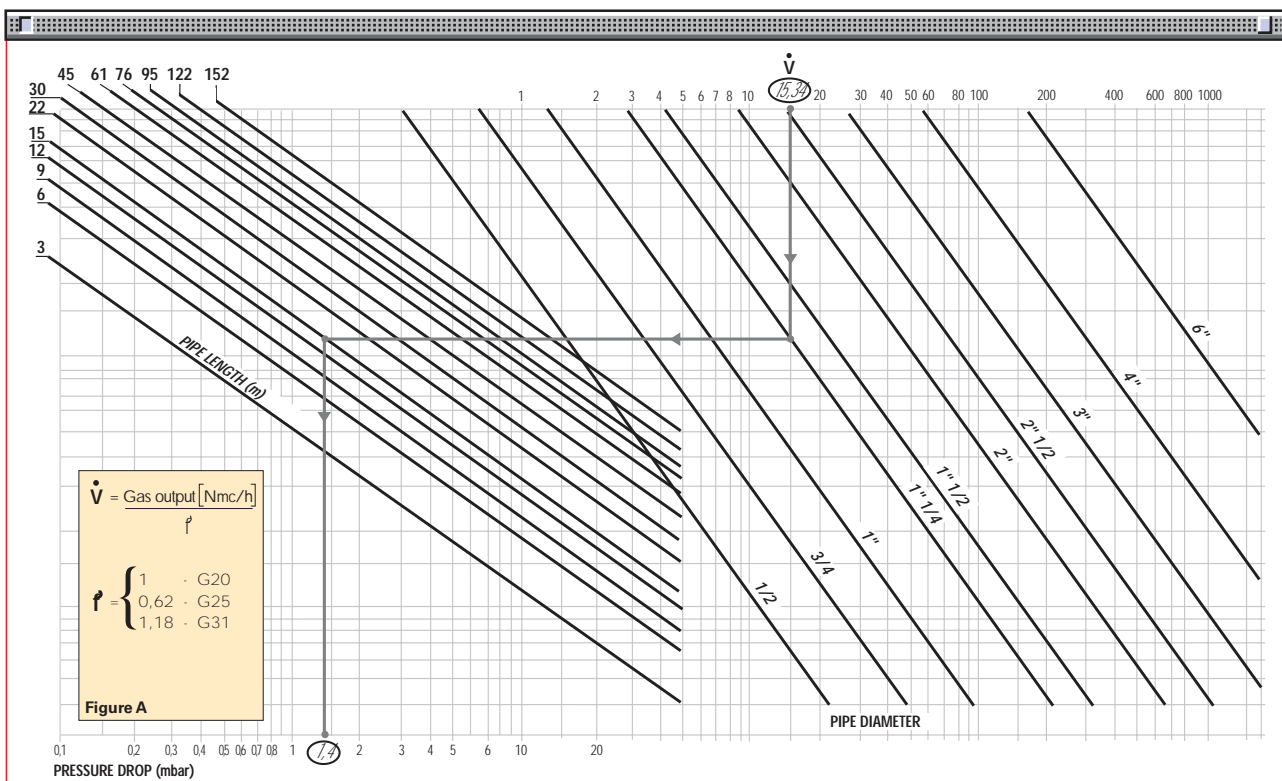 45 61 76 95 122 152
30
22
15
12
9
6
3
V
15,34
1 2 3 4 5 6 7 8 10 20 30 40 50 60 80 100 200 400 600 800 1000
PIPE LENGTH (m)
6"
4"
3"
2" 1/2
2"
1" 1/2
1" 1/4
1"
3/4
1/2
V = Gas output [Nmc/h]
f
f = { 1 - G20
0,62 - G25
1,18 - G31
Figure A
PIPE DIAMETER
0,1 0,2 0,3 0,4 0,5 0,6 0,7 0,8 1 1,4 2 3 4 5 6 10 20
PRESSURE DROP (mbar)